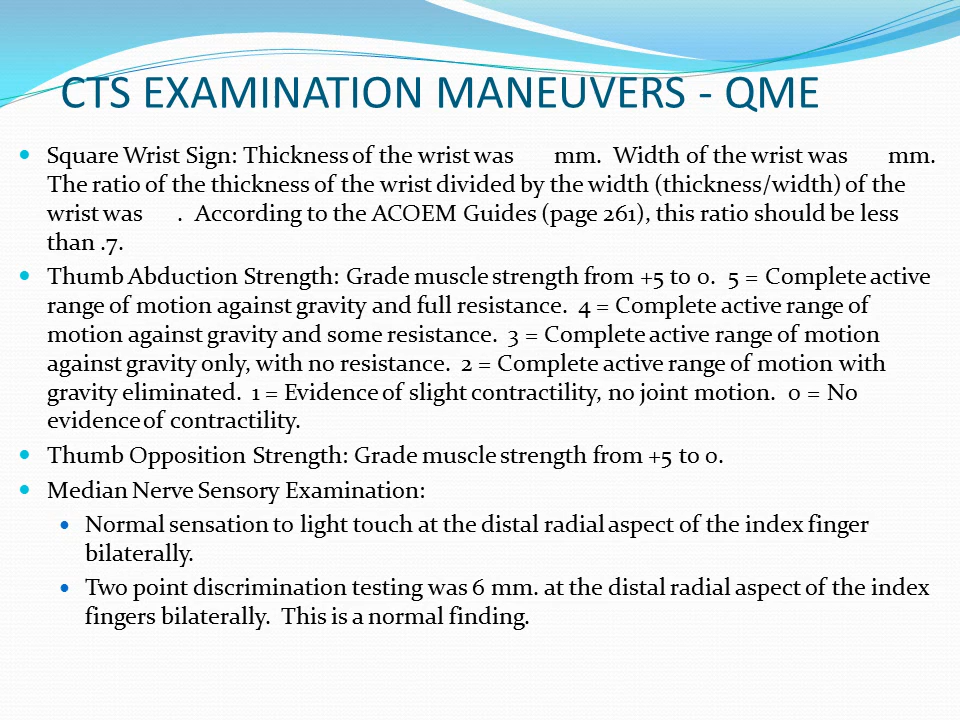 CTS EXAMINATION MANEUVERS - QME
• Square Wrist Sign: Thickness of the wrist was      mm.  Width of the wrist was      mm.
The ratio of the thickness of the wrist divided by the width (thickness/width) of the
wrist was      .  According to the ACOEM Guides (page 261), this ratio should be less
than .7.
• Thumb Abduction Strength: Grade muscle strength from +5 to 0.  5 = Complete active
range of motion against gravity and full resistance.  4 = Complete active range of
motion against gravity and some resistance.  3 = Complete active range of motion
against gravity only, with no resistance.  2 = Complete active range of motion with
gravity eliminated.  1 = Evidence of slight contractility, no joint motion.  0 = No
evidence of contractility.
• Thumb Opposition Strength: Grade muscle strength from +5 to 0.
• Median Nerve Sensory Examination:
• Normal sensation to light touch at the distal radial aspect of the index finger
bilaterally.
• Two point discrimination testing was 6 mm. at the distal radial aspect of the index
fingers bilaterally.  This is a normal finding.